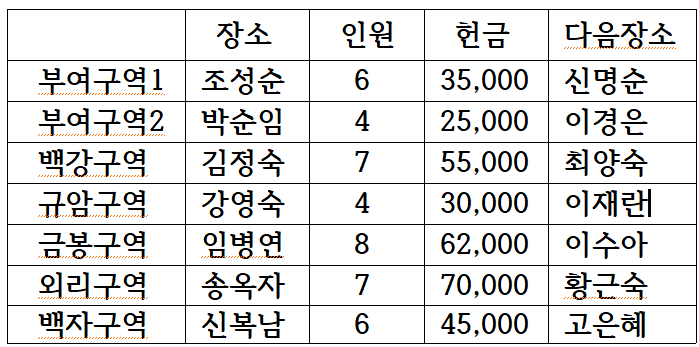 장소 인원 헌금 다음장소
부여구역1 조성순 6 35,000 신명순
부여구역2 박순임 4 25,000 이경은
백강구역 김정숙 7 55,000 최양숙
규암구역 강영숙 4 30,000 이재란
금봉구역 임병연 8 62,000 이수아
외리구역 송옥자 7 70,000 황근숙
백자구역 신복남 6 45,000 고은혜